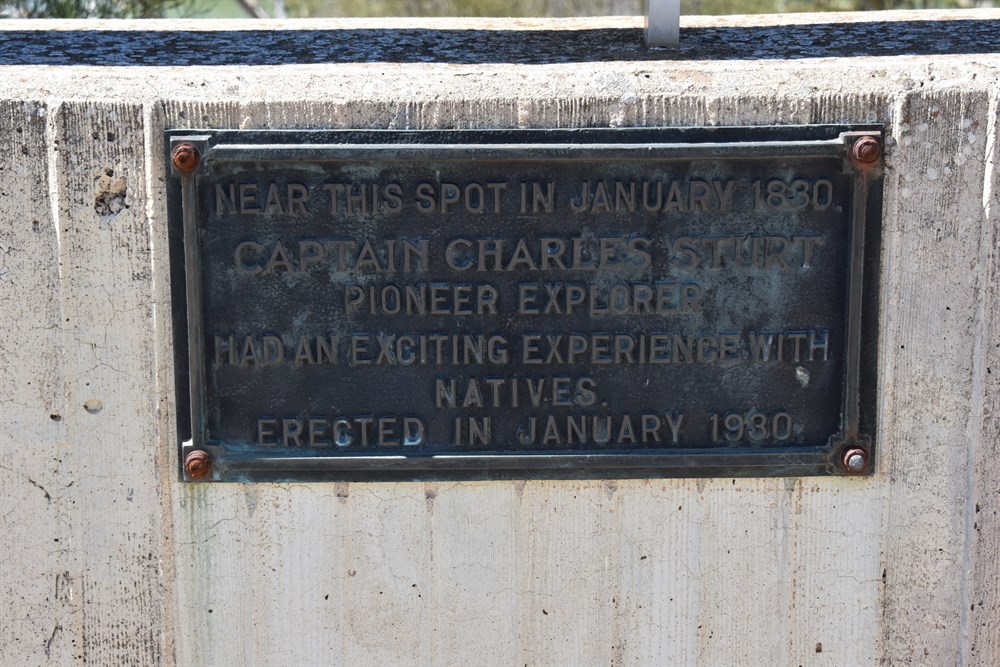 NEAR THIS SPOT IN JANUARY 1830.
CAPTAIN CHARLES STURT
PIONEER EXPLORER
HAD AN EXCITING EXPERIENCE WITH
NATIVES.
ERECTED IN JANUARY 1930.